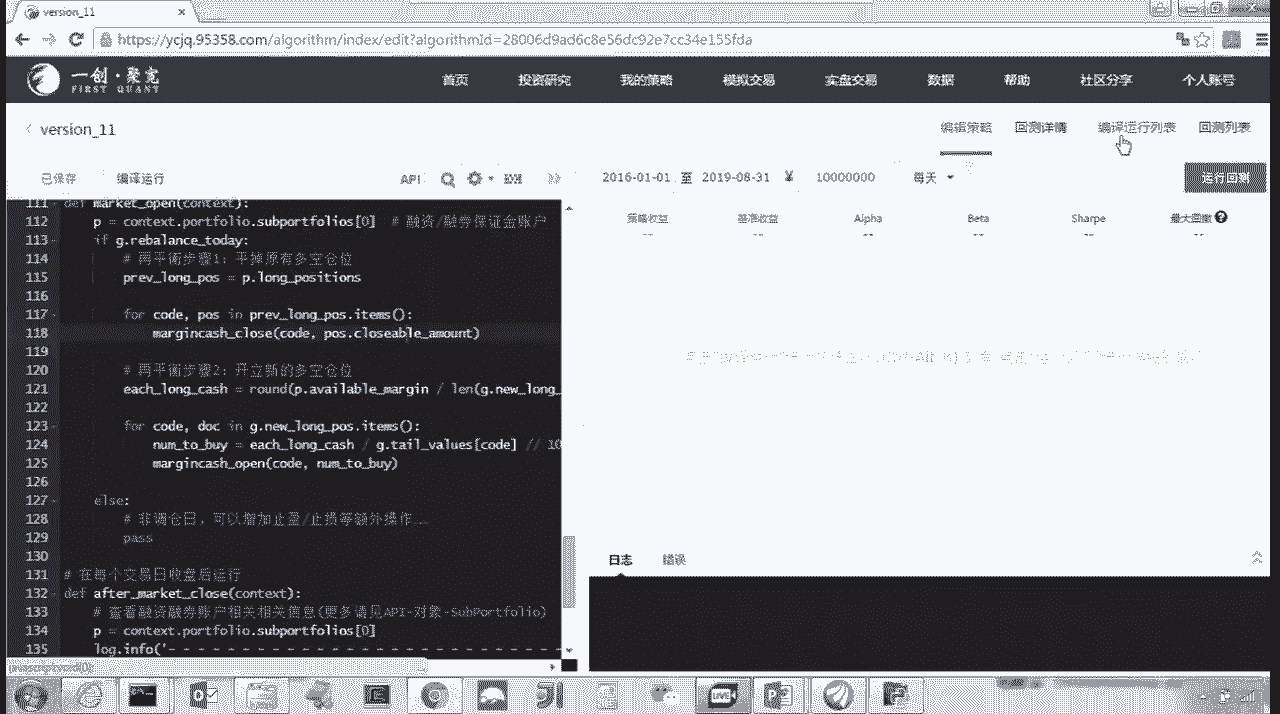 version_11
https://ycjq.95358.com/algorithm/index/edit?algorithmId=28006d9ad6c8e56dc92e7cc34e155fda
一创·聚宽
FIRST QUANT
首页 投资研究 我的策略 模拟交易 实盘交易 数据 帮助 社区分享 个人账号
version_11
编辑策略 回测详情 编译运行列表 回测列表
已保存 编译运行 API
2016-01-01 至 2019-08-31 ¥ 10000000 每天 运行回测
策略收益 基准收益 Alpha Beta Sharpe 最大回撤
-- -- -- -- -- --
111 def market_open(context):
112 p = context.portfolio.subportfolios[0] # 融资/融券保证金账户
113 if g.rebalance_today:
114 # 再平衡步骤1：平掉原有多空仓位
115 prev_long_pos = p.long_positions
116
117 for code, pos in prev_long_pos.items():
118 margincash_close(code, pos.closeable_amount)
119
120 # 再平衡步骤2：开立新的多空仓位
121 each_long_cash = round(p.available_margin / len(g.new_long_
122
123 for code, doc in g.new_long_pos.items():
124 num_to_buy = each_long_cash / g.tail_values[code] // 10
125 margincash_open(code, num_to_buy)
126
127 else:
128 # 非调仓日，可以增加止盈/止损等额外操作……
129 pass
130
131 # 在每个交易日收盘后运行
132 def after_market_close(context):
133 # 查看融资融券账户相关相关信息(更多请见API-对象-SubPortfolio)
134 p = context.portfolio.subportfolios[0]
135 log.info('- - - - - - - - - - - - - - - - - - - - - - - -
日志 错误
LIVE